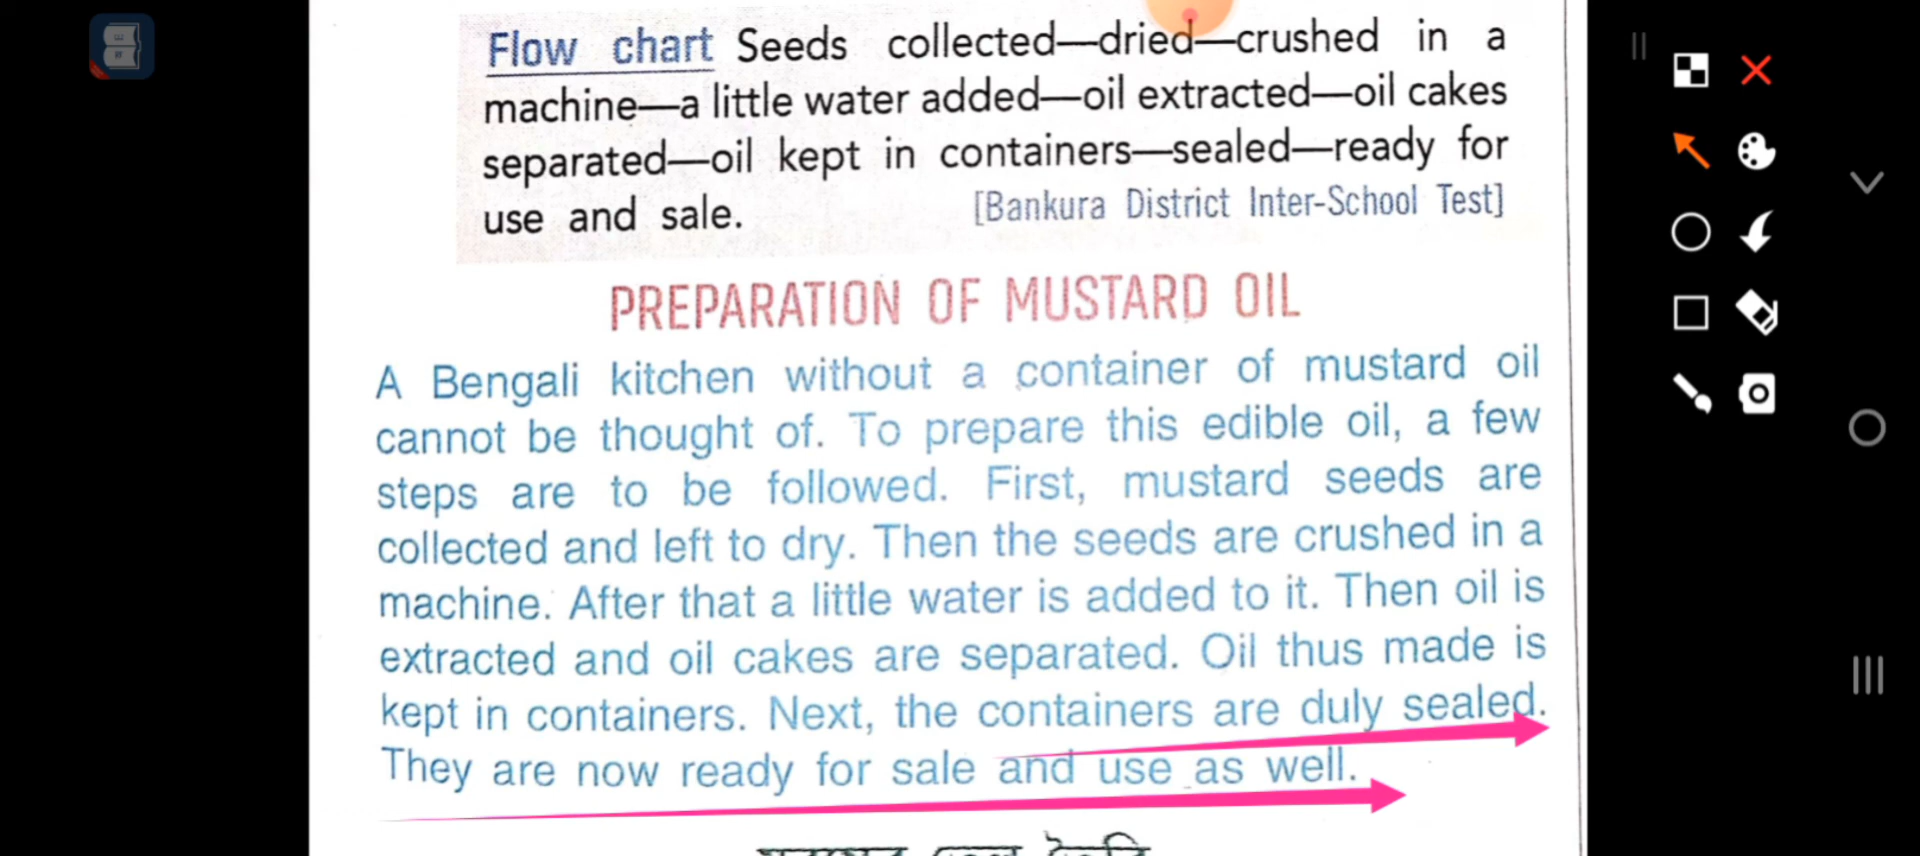 Flow chart Seeds collected—dried—crushed in a
machine—a little water added—oil extracted—oil cakes
separated—oil kept in containers—sealed—ready for
use and sale. [Bankura District Inter-School Test]
PREPARATION OF MUSTARD OIL
A Bengali kitchen without a container of mustard oil
cannot be thought of. To prepare this edible oil, a few
steps are to be followed. First, mustard seeds are
collected and left to dry. Then the seeds are crushed in a
machine. After that a little water is added to it. Then oil is
extracted and oil cakes are separated. Oil thus made is
kept in containers. Next, the containers are duly sealed.
They are now ready for sale and use as well.